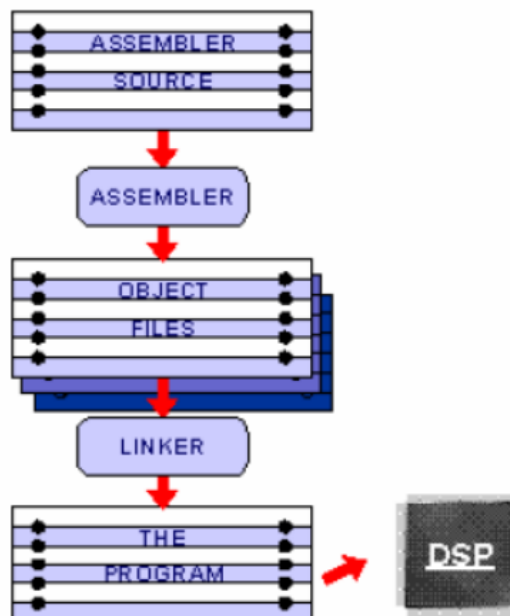 ASSEMBLER
SOURCE
ASSEMBLER
OBJECT
FILES
LINKER
THE
PROGRAM
DSP